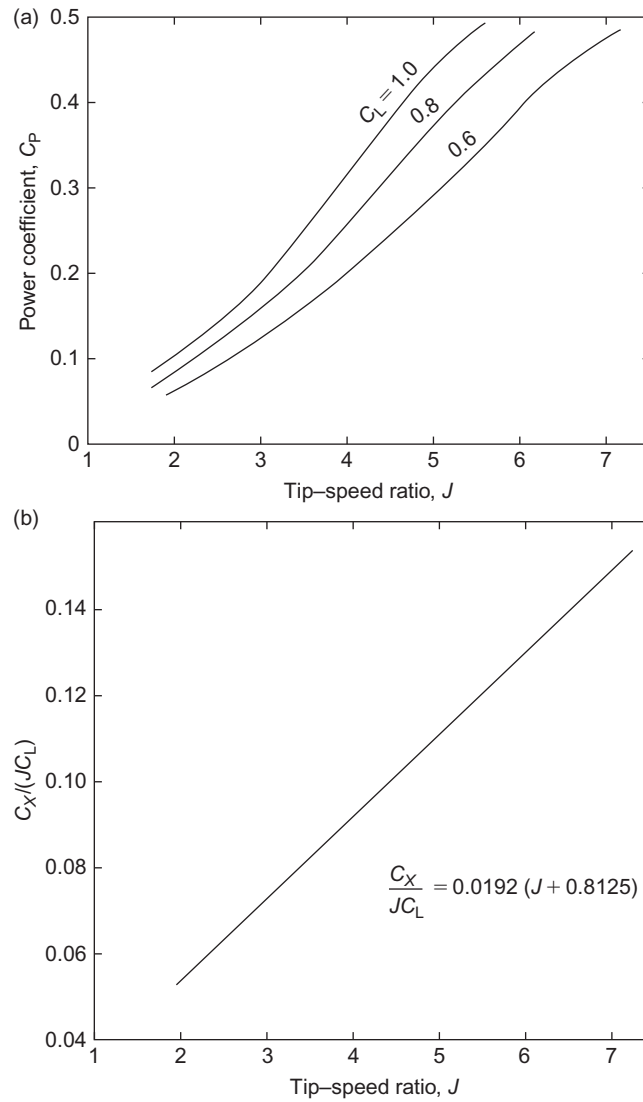 (a)
0.5
0.4
0.3
0.2
0.1
0
Power coefficient, C_P
C_L = 1.0
0.8
0.6
1 2 3 4 5 6 7
Tip–speed ratio, J
(b)
0.14
0.12
0.10
0.08
0.06
0.04
C_X/(JC_L)
C_X/JC_L = 0.0192 (J + 0.8125)
1 2 3 4 5 6 7
Tip–speed ratio, J